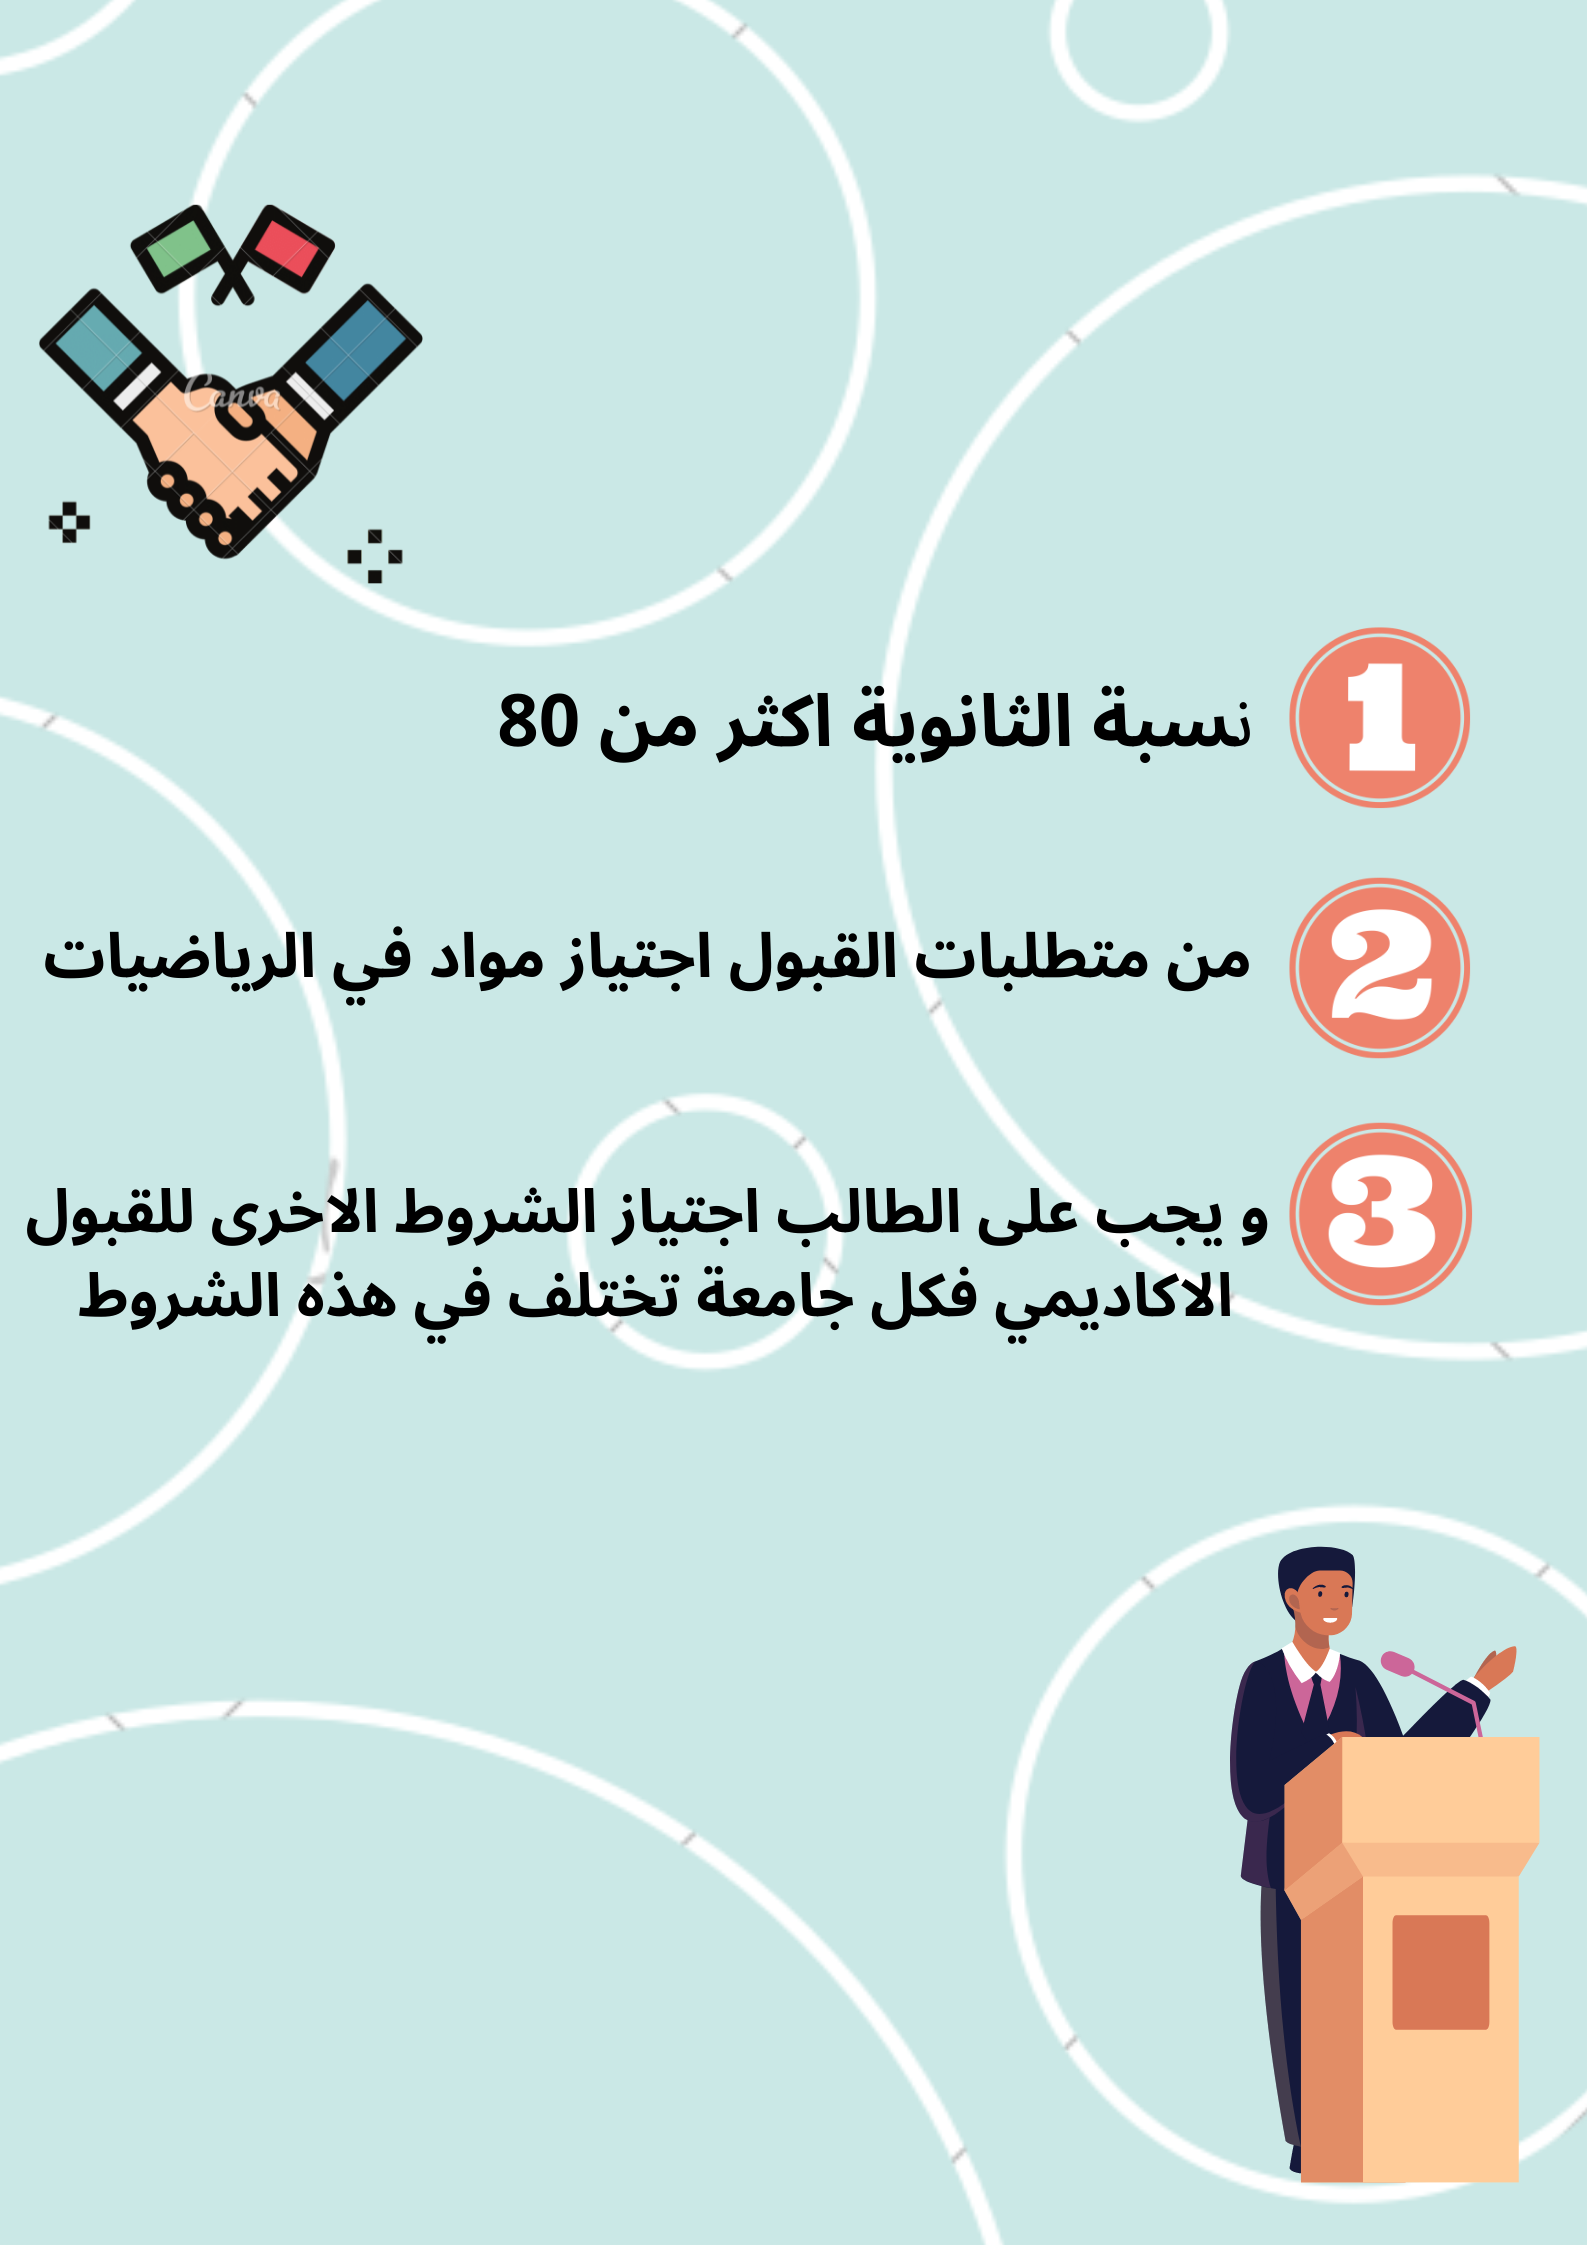 Canva
1
نسبة الثانوية اكثر من 80
2
من متطلبات القبول اجتياز مواد في الرياضيات
3
و يجب على الطالب اجتياز الشروط الاخرى للقبول
الاكاديمي فكل جامعة تختلف في هذه الشروط